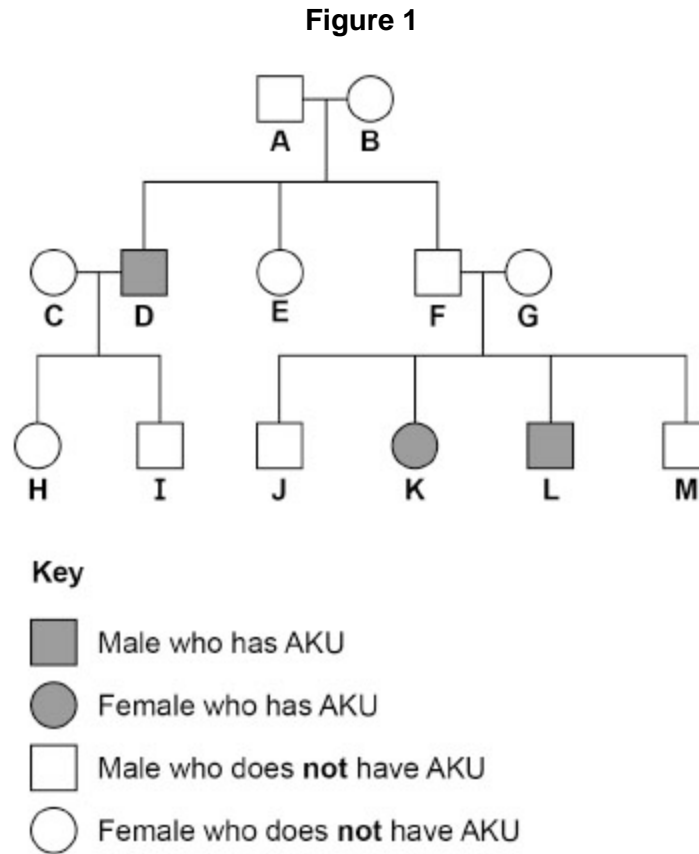 Figure 1
A B
C D E F G
H I J K L M
Key
Male who has AKU
Female who has AKU
Male who does not have AKU
Female who does not have AKU